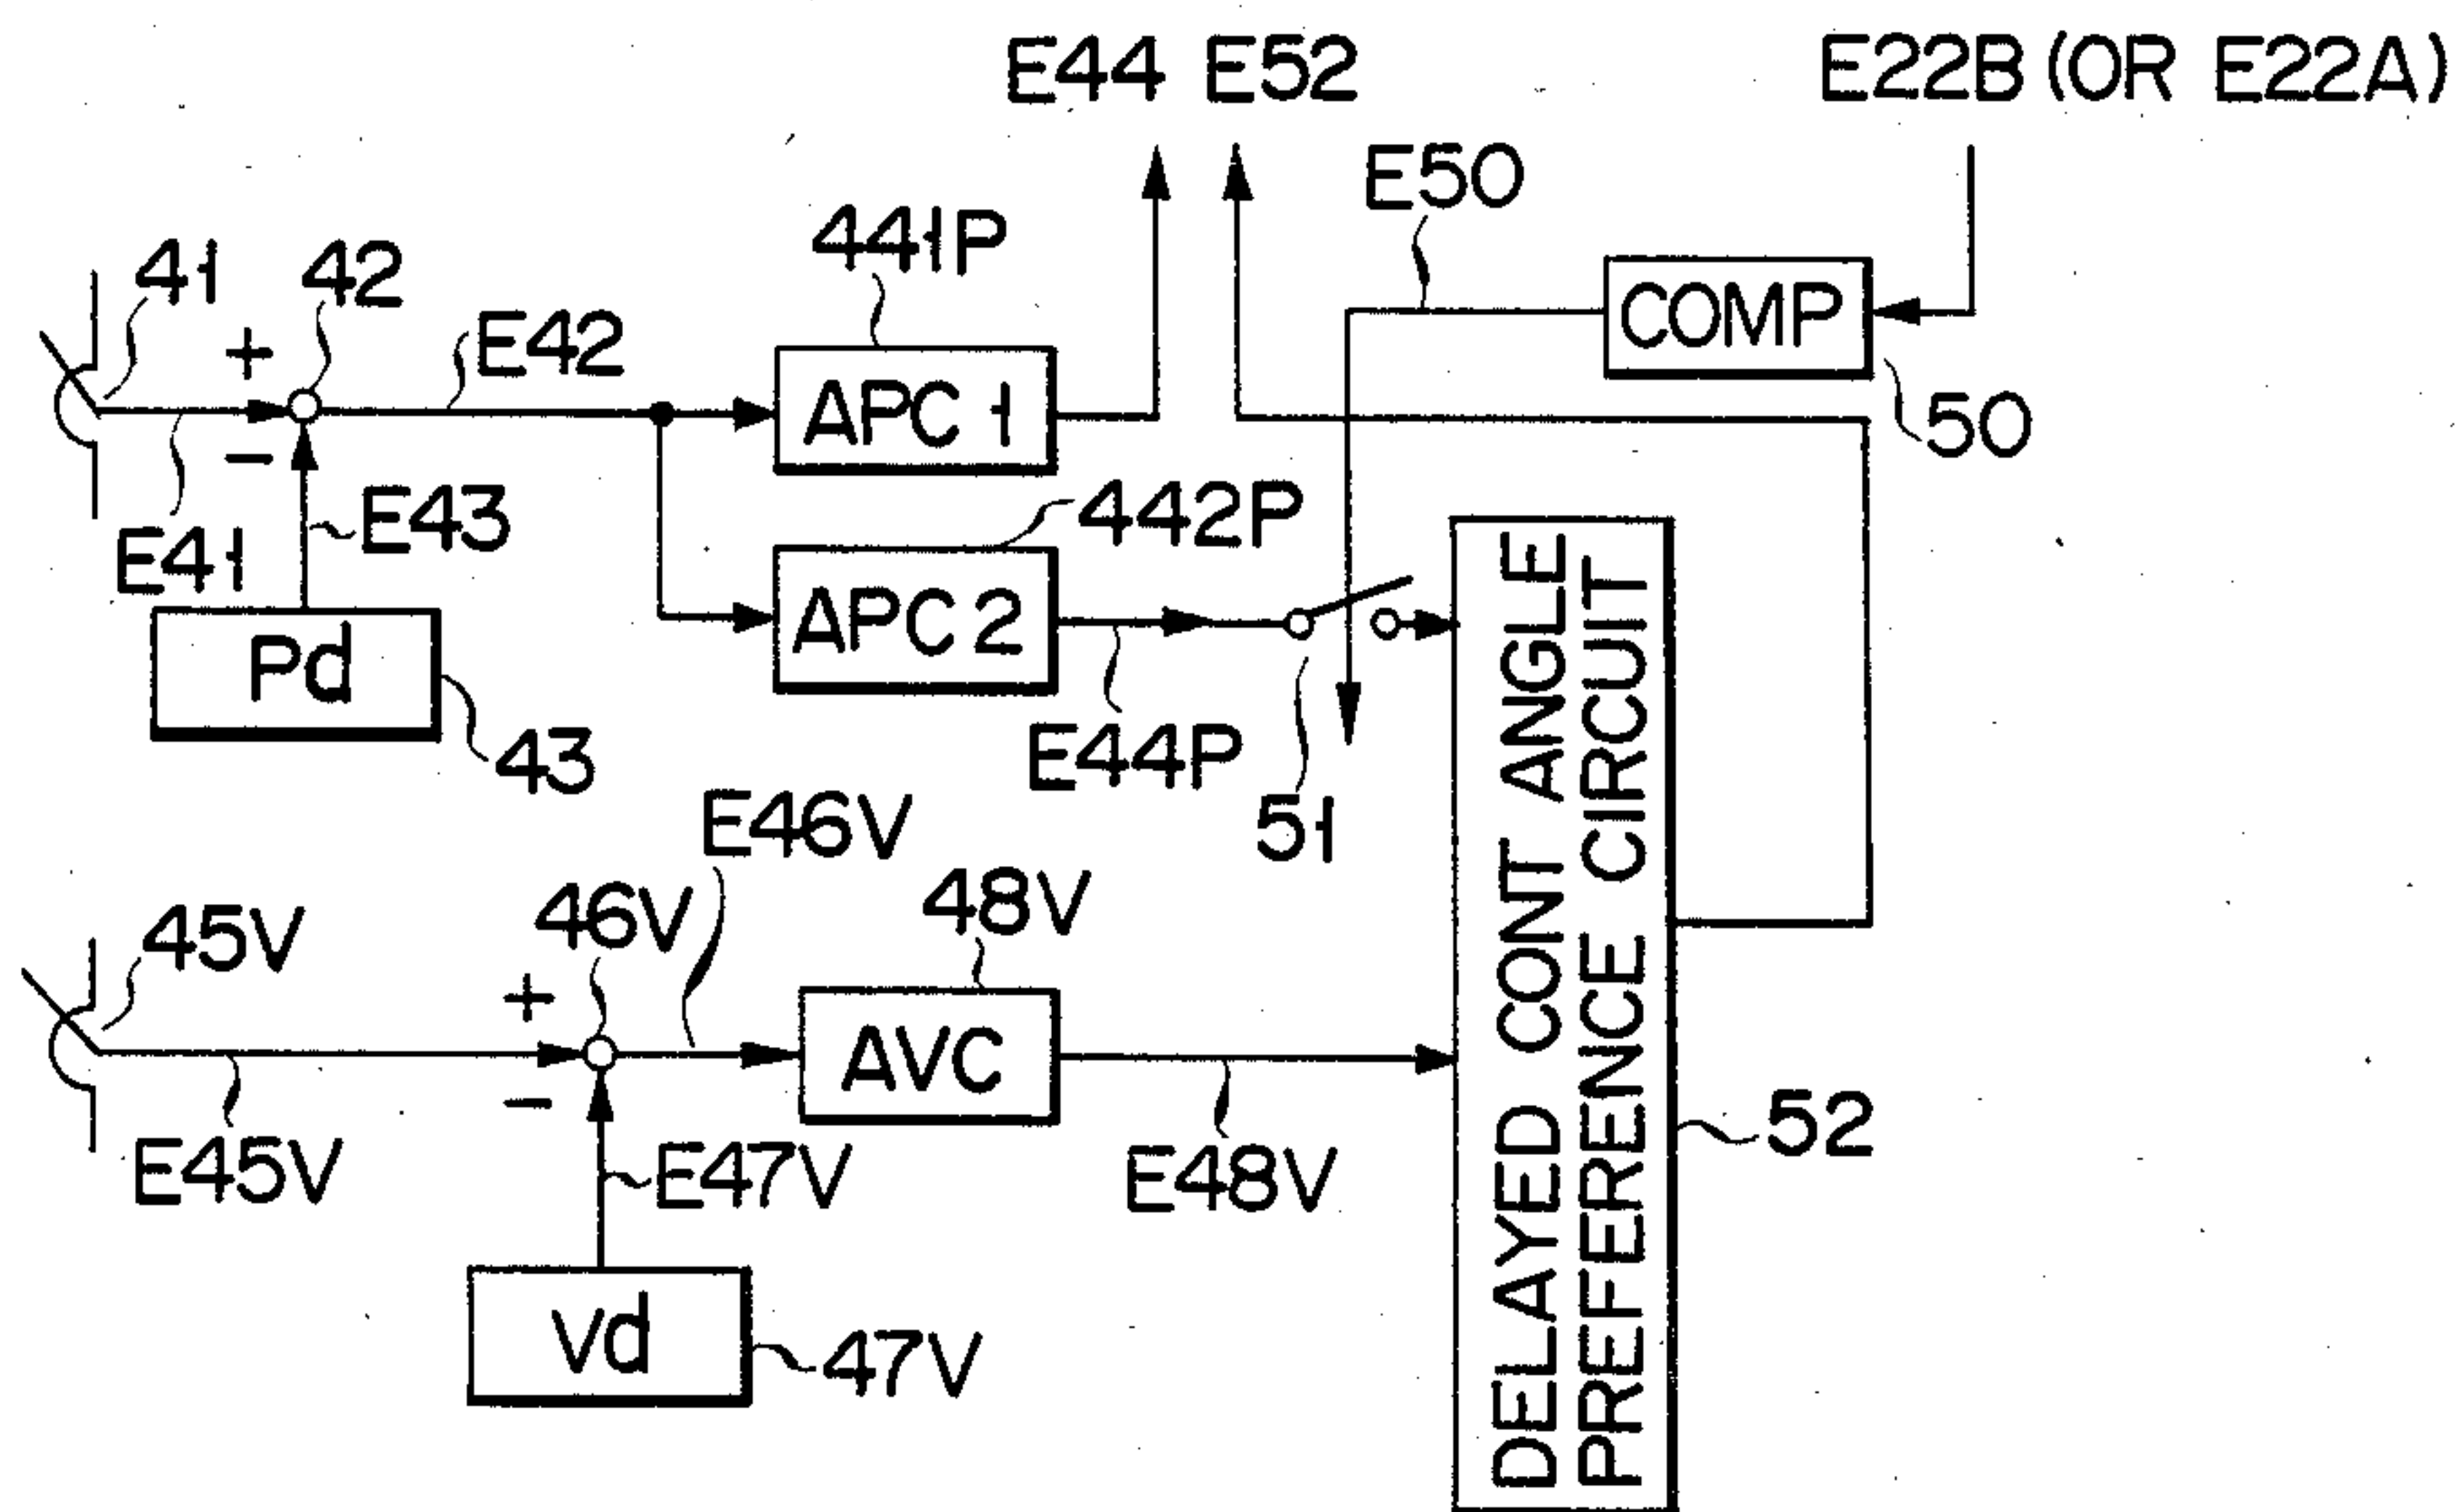 E44 E52 E22B (OR E22A)
E50
441P
41 42
+ E42 COMP
APC 1
- 50
E43 442P
E41
Pd APC 2
43 E44P
E46V 51
48V
45V 46V
+
AVC
-
E45V E47V E48V 52
Vd 47V
DELAYED CONT ANGLE
PREFERENCE CIRCUIT